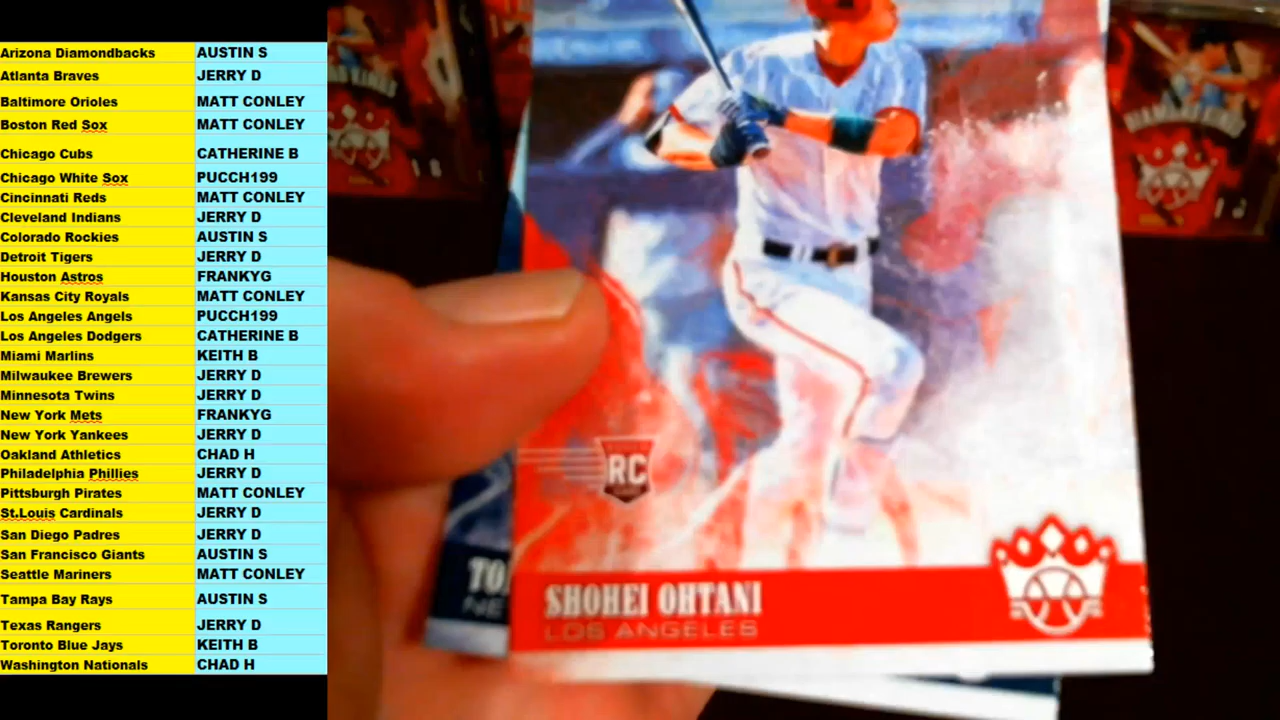 Arizona Diamondbacks AUSTIN S
Atlanta Braves JERRY D
Baltimore Orioles MATT CONLEY
Boston Red Sox MATT CONLEY
Chicago Cubs CATHERINE B
Chicago White Sox PUCCH199
Cincinnati Reds MATT CONLEY
Cleveland Indians JERRY D
Colorado Rockies AUSTIN S
Detroit Tigers JERRY D
Houston Astros FRANKYG
Kansas City Royals MATT CONLEY
Los Angeles Angels PUCCH199
Los Angeles Dodgers CATHERINE B
Miami Marlins KEITH B
Milwaukee Brewers JERRY D
Minnesota Twins JERRY D
New York Mets FRANKYG
New York Yankees JERRY D
Oakland Athletics CHAD H
Philadelphia Phillies JERRY D
Pittsburgh Pirates MATT CONLEY
St.Louis Cardinals JERRY D
San Diego Padres JERRY D
San Francisco Giants AUSTIN S
Seattle Mariners MATT CONLEY
Tampa Bay Rays AUSTIN S
Texas Rangers JERRY D
Toronto Blue Jays KEITH B
Washington Nationals CHAD H
DIAMOND KINGS
RC
TO
NE
SHOHEI OHTANI
LOS ANGELES